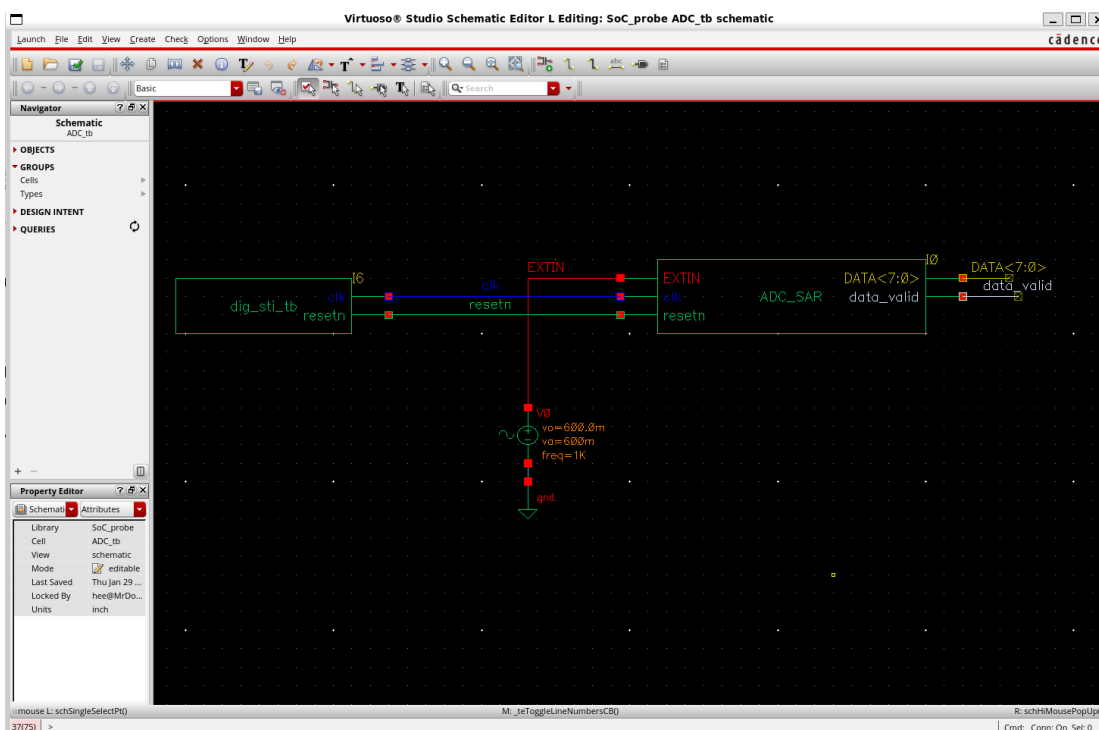 Virtuoso® Studio Schematic Editor L Editing: SoC_probe ADC_tb schematic
Launch File Edit View Create Check Options Window Help
cādence
Basic
Search
Navigator
Schematic
ADC_tb
OBJECTS
GROUPS
Cells
Types
DESIGN INTENT
QUERIES
Property Editor
Schemati
Attributes
Library SoC_probe
Cell ADC_tb
View schematic
Mode editable
Last Saved Thu Jan 29 ...
Locked By hee@MrDo...
Units inch
I6
clk
dig_sti_tb
resetn
clk
resetn
EXTIN
I0
EXTIN
clk
resetn
ADC_SAR
DATA<7:0>
data_valid
DATA<7:0>
data_valid
V0
vo=600.0m
va=600m
freq=1K
gnd
mouse L: schSingleSelectPt()
M: _teToggleLineNumbersCB()
R: schHiMousePopUp
37(75) >
Cmd: Conn: On Sel: 0